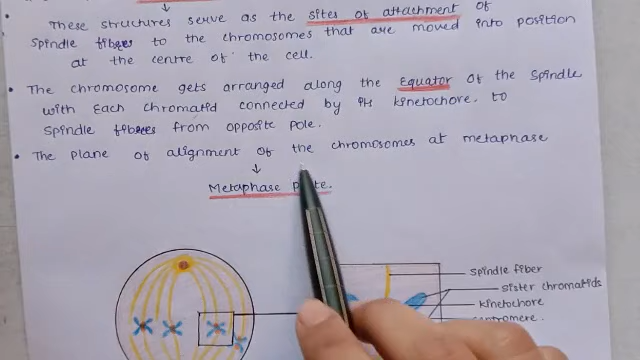 These structures serve as the sites of attachment of
spindle fibres to the chromosomes that are moved into position
at the centre of the cell.
• The chromosome gets arranged along the Equator of the spindle
with each chromatid connected by its kinetochore. to
spindle fibres from opposite pole.
• The plane of alignment of the chromosomes at metaphase
↓
Metaphase plate.
spindle fiber
sister chromatids
kinetochore